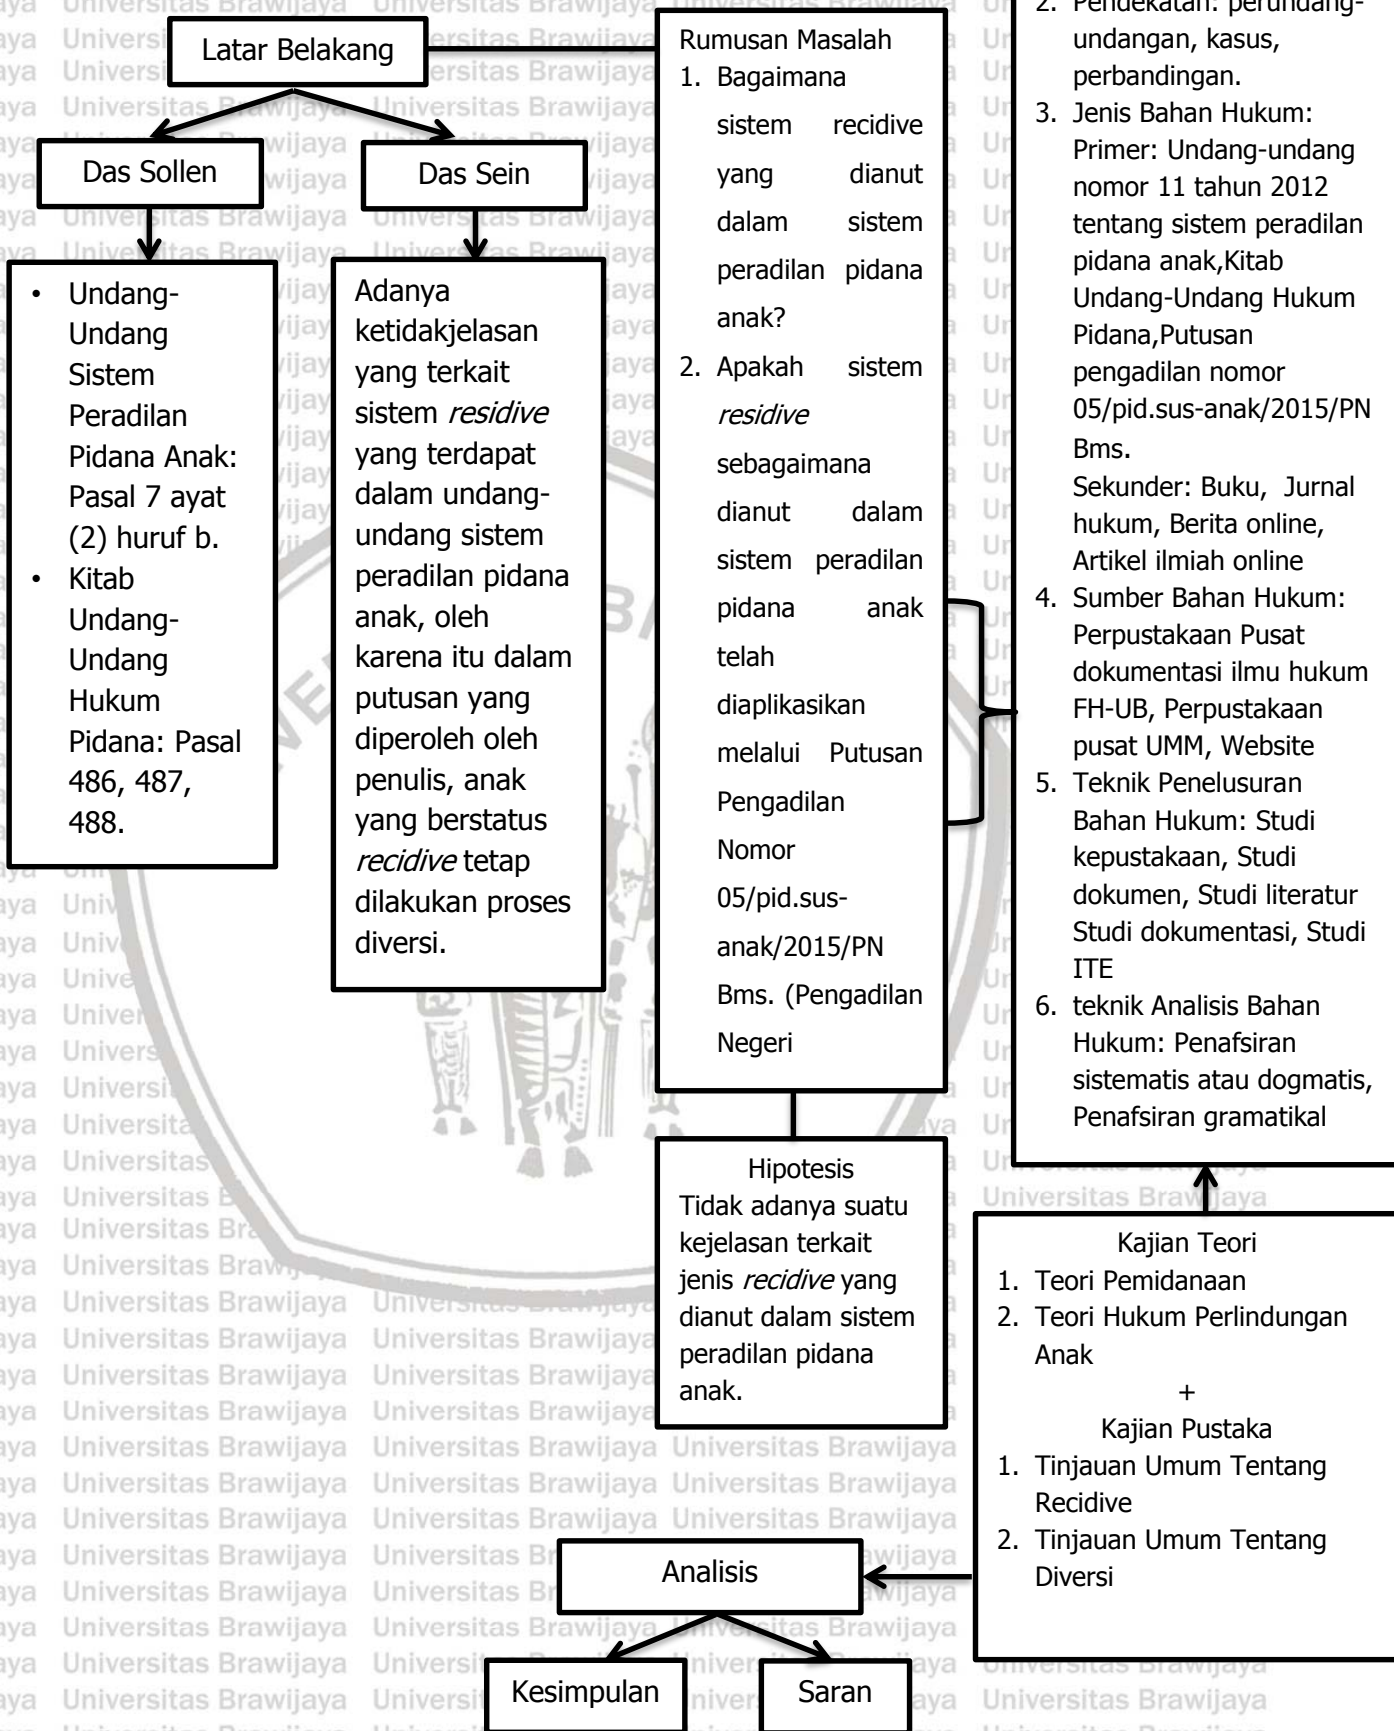 Latar Belakang
Das Sollen
Das Sein
• Undang-
Undang
Sistem
Peradilan
Pidana Anak:
Pasal 7 ayat
(2) huruf b.
• Kitab
Undang-
Undang
Hukum
Pidana: Pasal
486, 487,
488.
Adanya
ketidakjelasan
yang terkait
sistem residive
yang terdapat
dalam undang-
undang sistem
peradilan pidana
anak, oleh
karena itu dalam
putusan yang
diperoleh oleh
penulis, anak
yang berstatus
recidive tetap
dilakukan proses
diversi.
Rumusan Masalah
1. Bagaimana
sistem recidive
yang dianut
dalam sistem
peradilan pidana
anak?
2. Apakah sistem
residive
sebagaimana
dianut dalam
sistem peradilan
pidana anak
telah
diaplikasikan
melalui Putusan
Pengadilan
Nomor
05/pid.sus-
anak/2015/PN
Bms. (Pengadilan
Negeri
Hipotesis
Tidak adanya suatu
kejelasan terkait
jenis recidive yang
dianut dalam sistem
peradilan pidana
anak.
2. Pendekatan: perundang-
undangan, kasus,
perbandingan.
3. Jenis Bahan Hukum:
Primer: Undang-undang
nomor 11 tahun 2012
tentang sistem peradilan
pidana anak,Kitab
Undang-Undang Hukum
Pidana,Putusan
pengadilan nomor
05/pid.sus-anak/2015/PN
Bms.
Sekunder: Buku, Jurnal
hukum, Berita online,
Artikel ilmiah online
4. Sumber Bahan Hukum:
Perpustakaan Pusat
dokumentasi ilmu hukum
FH-UB, Perpustakaan
pusat UMM, Website
5. Teknik Penelusuran
Bahan Hukum: Studi
kepustakaan, Studi
dokumen, Studi literatur
Studi dokumentasi, Studi
ITE
6. teknik Analisis Bahan
Hukum: Penafsiran
sistematis atau dogmatis,
Penafsiran gramatikal
Kajian Teori
1. Teori Pemidanaan
2. Teori Hukum Perlindungan
Anak
+
Kajian Pustaka
1. Tinjauan Umum Tentang
Recidive
2. Tinjauan Umum Tentang
Diversi
Analisis
Kesimpulan
Saran